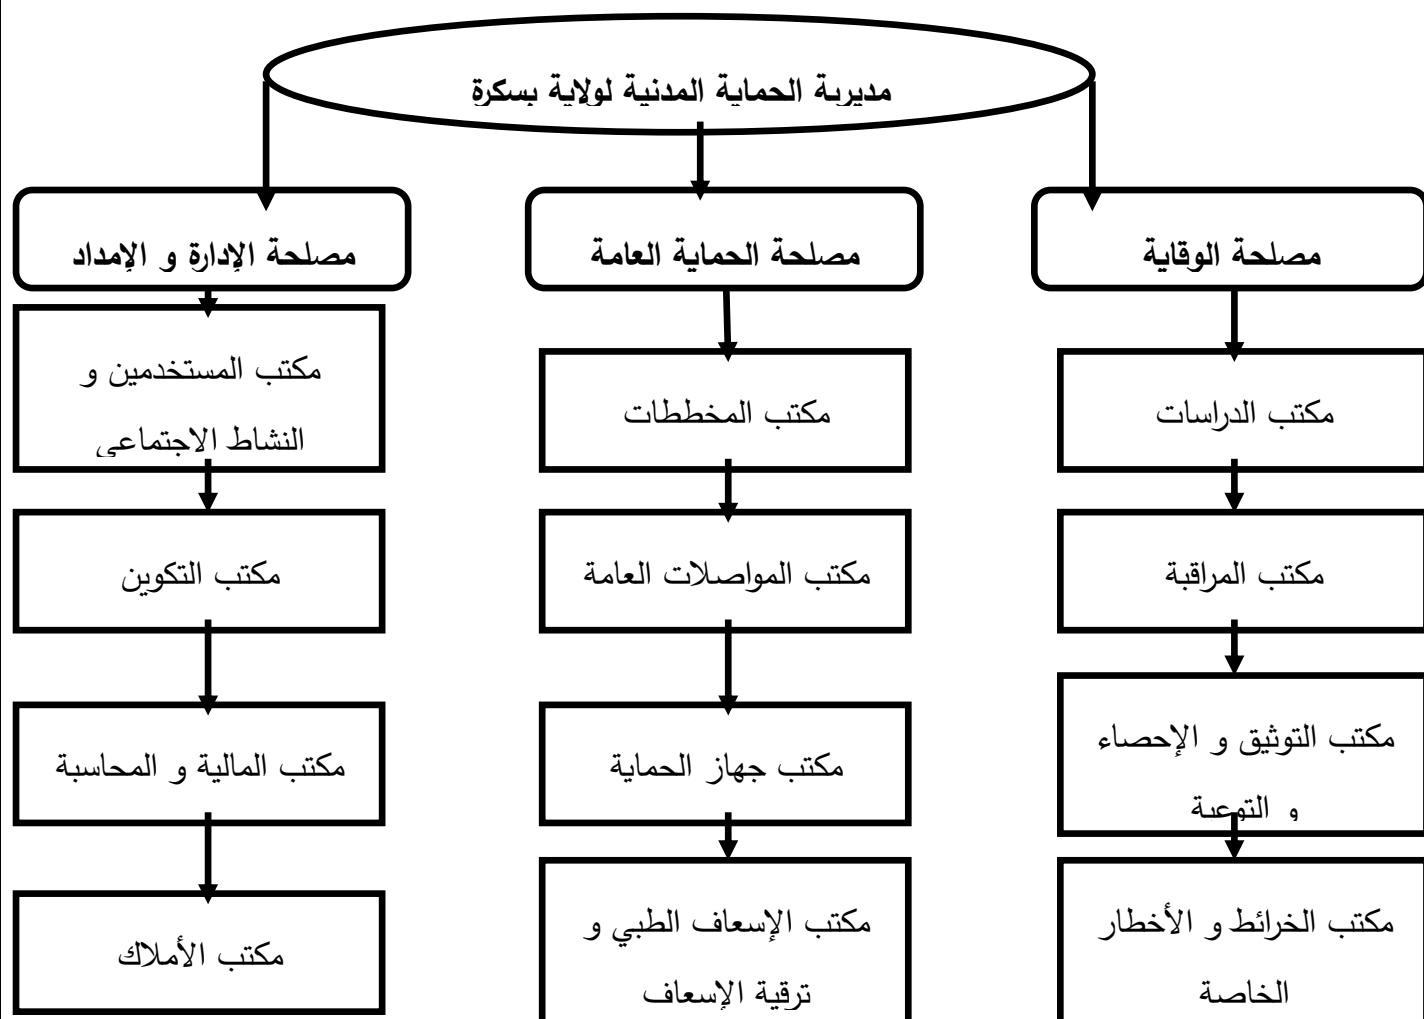 مديرية الحماية المدنية لولاية بسكرة
مصلحة الوقاية
مصلحة الحماية العامة
مصلحة الإدارة و الإمداد
مكتب الدراسات
مكتب المراقبة
مكتب التوثيق و الإحصاء
و التوعية
مكتب الخرائط و الأخطار
الخاصة
مكتب المخططات
مكتب المواصلات العامة
مكتب جهاز الحماية
مكتب الإسعاف الطبي و
ترقية الإسعاف
مكتب المستخدمين و
النشاط الاجتماعي
مكتب التكوين
مكتب المالية و المحاسبة
مكتب الأملاك